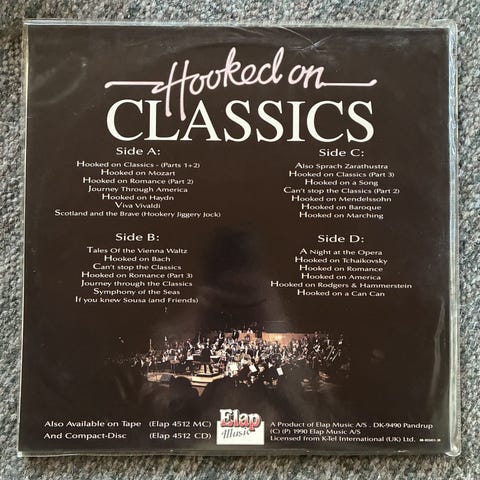 Hooked on
CLASSICS
Side A:
Hooked on Classics - (Parts 1+2)
Hooked on Mozart
Hooked on Romance (Part 2)
Journey Through America
Hooked on Haydn
Viva Vivaldi
Scotland and the Brave (Hookery Jiggery Jock)
Side B:
Tales Of the Vienna Waltz
Hooked on Bach
Can't stop the Classics
Hooked on Romance (Part 3)
Journey through the Classics
Symphony of the Seas
If you knew Sousa (and Friends)
Side C:
Also Sprach Zarathustra
Hooked on Classics (Part 3)
Hooked on a Song
Can't stop the Classics (Part 2)
Hooked on Mendelssohn
Hooked on Baroque
Hooked on Marching
Side D:
A Night at the Opera
Hooked on Tchaikovsky
Hooked on Romance
Hooked on America
Hooked on Rodgers & Hammerstein
Hooked on a Can Can
Also Available on Tape (Elap 4512 MC)
And Compact-Disc (Elap 4512 CD)
Elap
Music
A Product of Elap Music A/S . DK-9490 Pandrup
(C) (P) 1990 Elap Music A/S
Licensed from K-Tel International (UK) Ltd.